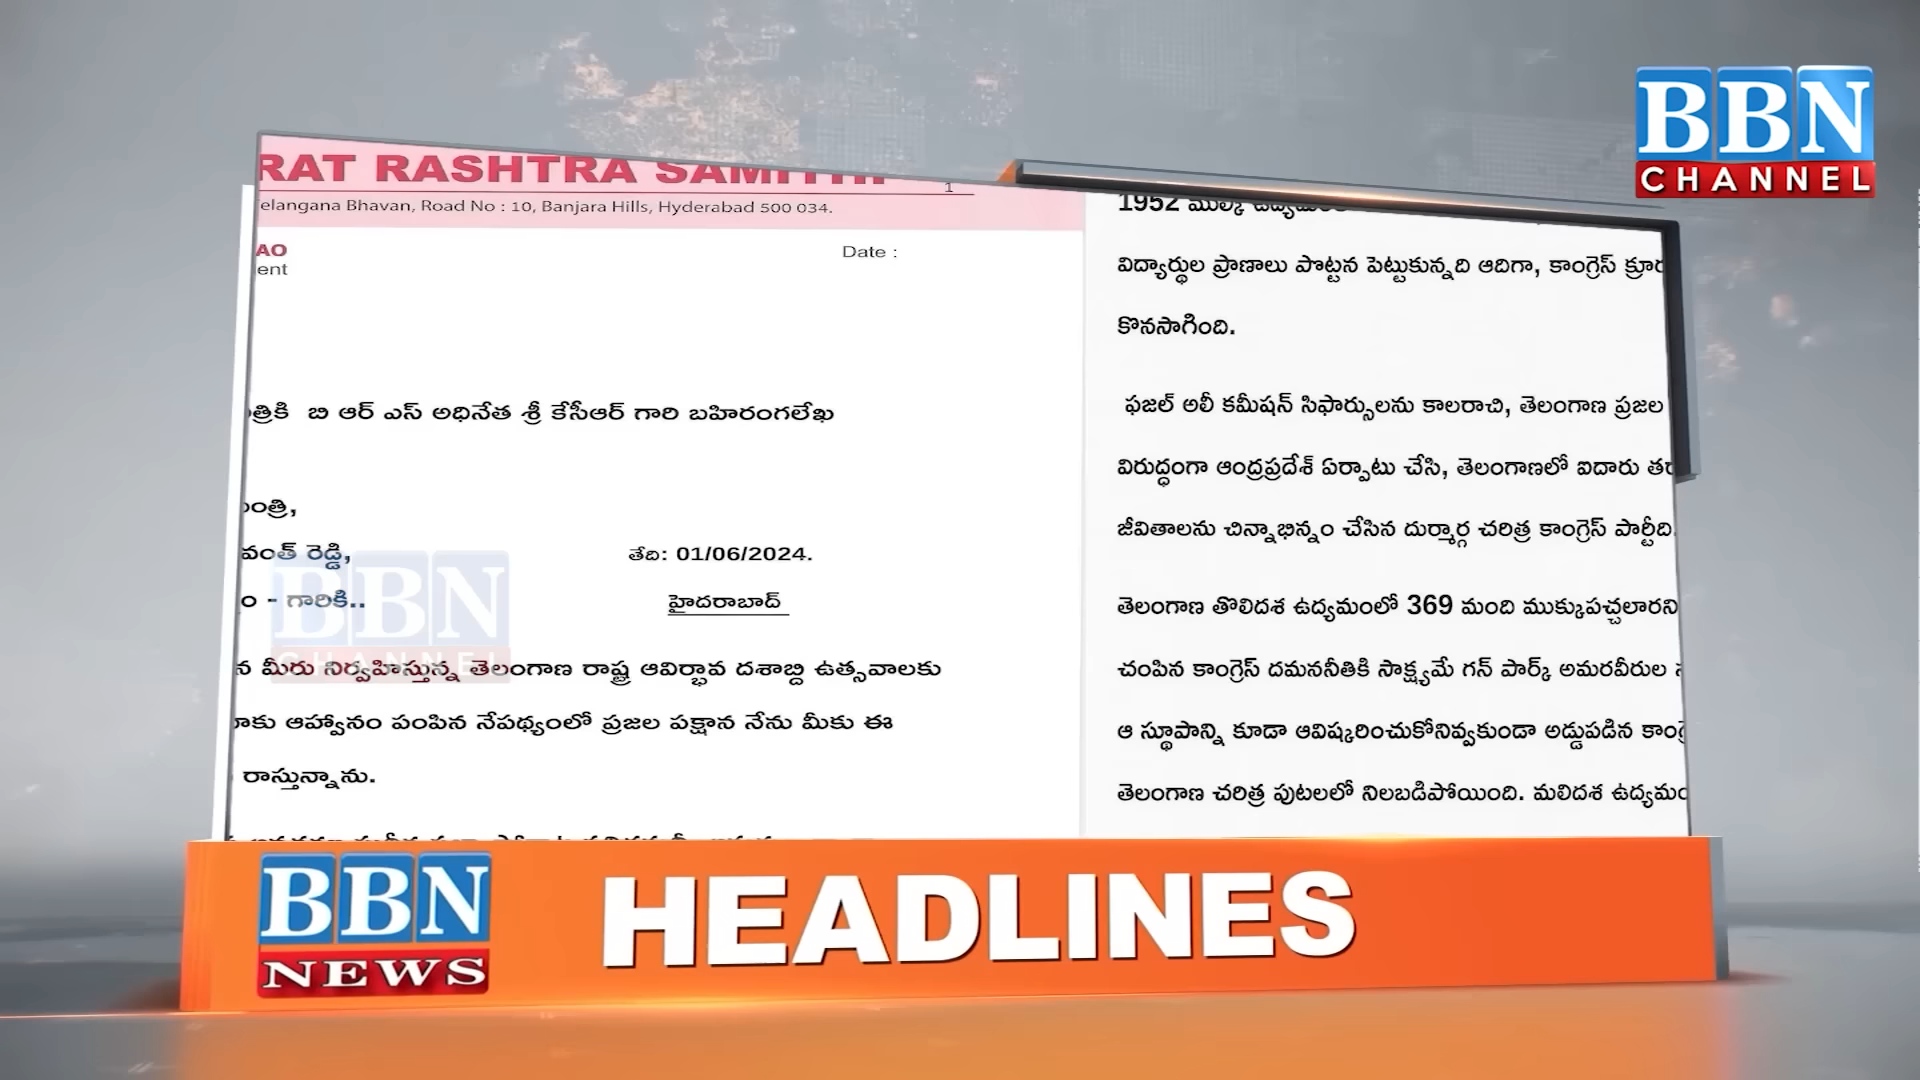 BBN
CHANNEL
RAT RASHTRA SAMITHI
1
elangana Bhavan, Road No : 10, Banjara Hills, Hyderabad 500 034.
AO
ent
Date :
త్రికి బి ఆర్ ఎస్ అధినేత శ్రీ కేసీఆర్ గారి బహిరంగలేఖ
ంత్రి,
వంత్ రెడ్డి,
తేది: 01/06/2024.
- గారికి..
హైదరాబాద్
న మీరు నిర్వహిస్తున్న తెలంగాణ రాష్ట్ర ఆవిర్భావ దశాబ్ది ఉత్సవాలకు
ాకు ఆహ్వానం పంపిన నేపథ్యంలో ప్రజల పక్షాన నేను మీకు ఈ
రాస్తున్నాను.
1952 ముల్కీ
విద్యార్థుల ప్రాణాలు పొట్టన పెట్టుకున్నది ఆదిగా, కాంగ్రెస్ క్రూర
కొనసాగింది.
ఫజల్ అలీ కమీషన్ సిఫార్సులను కాలరాచి, తెలంగాణ ప్రజల
విరుద్ధంగా ఆంద్రప్రదేశ్ ఏర్పాటు చేసి, తెలంగాణలో ఐదారు తర
జీవితాలను చిన్నాభిన్నం చేసిన దుర్మార్గ చరిత్ర కాంగ్రెస్ పార్టీది.
తెలంగాణ తొలిదశ ఉద్యమంలో 369 మంది ముక్కుపచ్చలారని
చంపిన కాంగ్రెస్ దమననీతికి సాక్ష్యమే గన్ పార్క్ అమరవీరుల
ఆ స్థూపాన్ని కూడా ఆవిష్కరించుకోనివ్వకుండా అడ్డుపడిన కాంగ్రె
తెలంగాణ చరిత్ర పుటలలో నిలబడిపోయింది. మలిదశ ఉద్యమం
BBN
CHANNEL
BBN
NEWS
HEADLINES